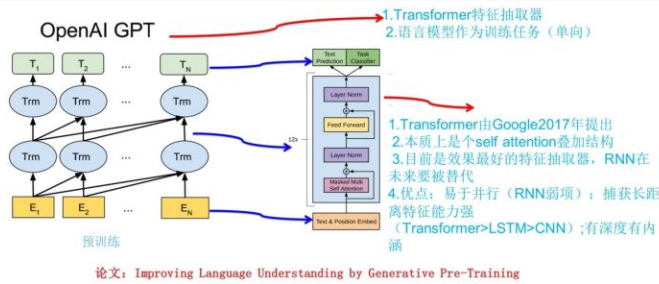 OpenAI GPT
1.Transformer特征抽取器
2.语言模型作为训练任务（单向）
T1 T2 ... TN
Trm Trm ... Trm
Trm Trm ... Trm
E1 E2 ... EN
预训练
Text Prediction
Task Classifier
Layer Norm
Feed Forward
12x
Layer Norm
Masked Multi Self Attention
Text & Position Embed
1.Transformer由Google2017年提出
2.本质上是个self attention叠加结构
3.目前是效果最好的特征抽取器，RNN在
未来要被替代
4.优点：易于并行（RNN弱项）；捕获长距
离特征能力强
（Transformer>LSTM>CNN）;有深度有内
涵
论文：Improving Language Understanding by Generative Pre-Training